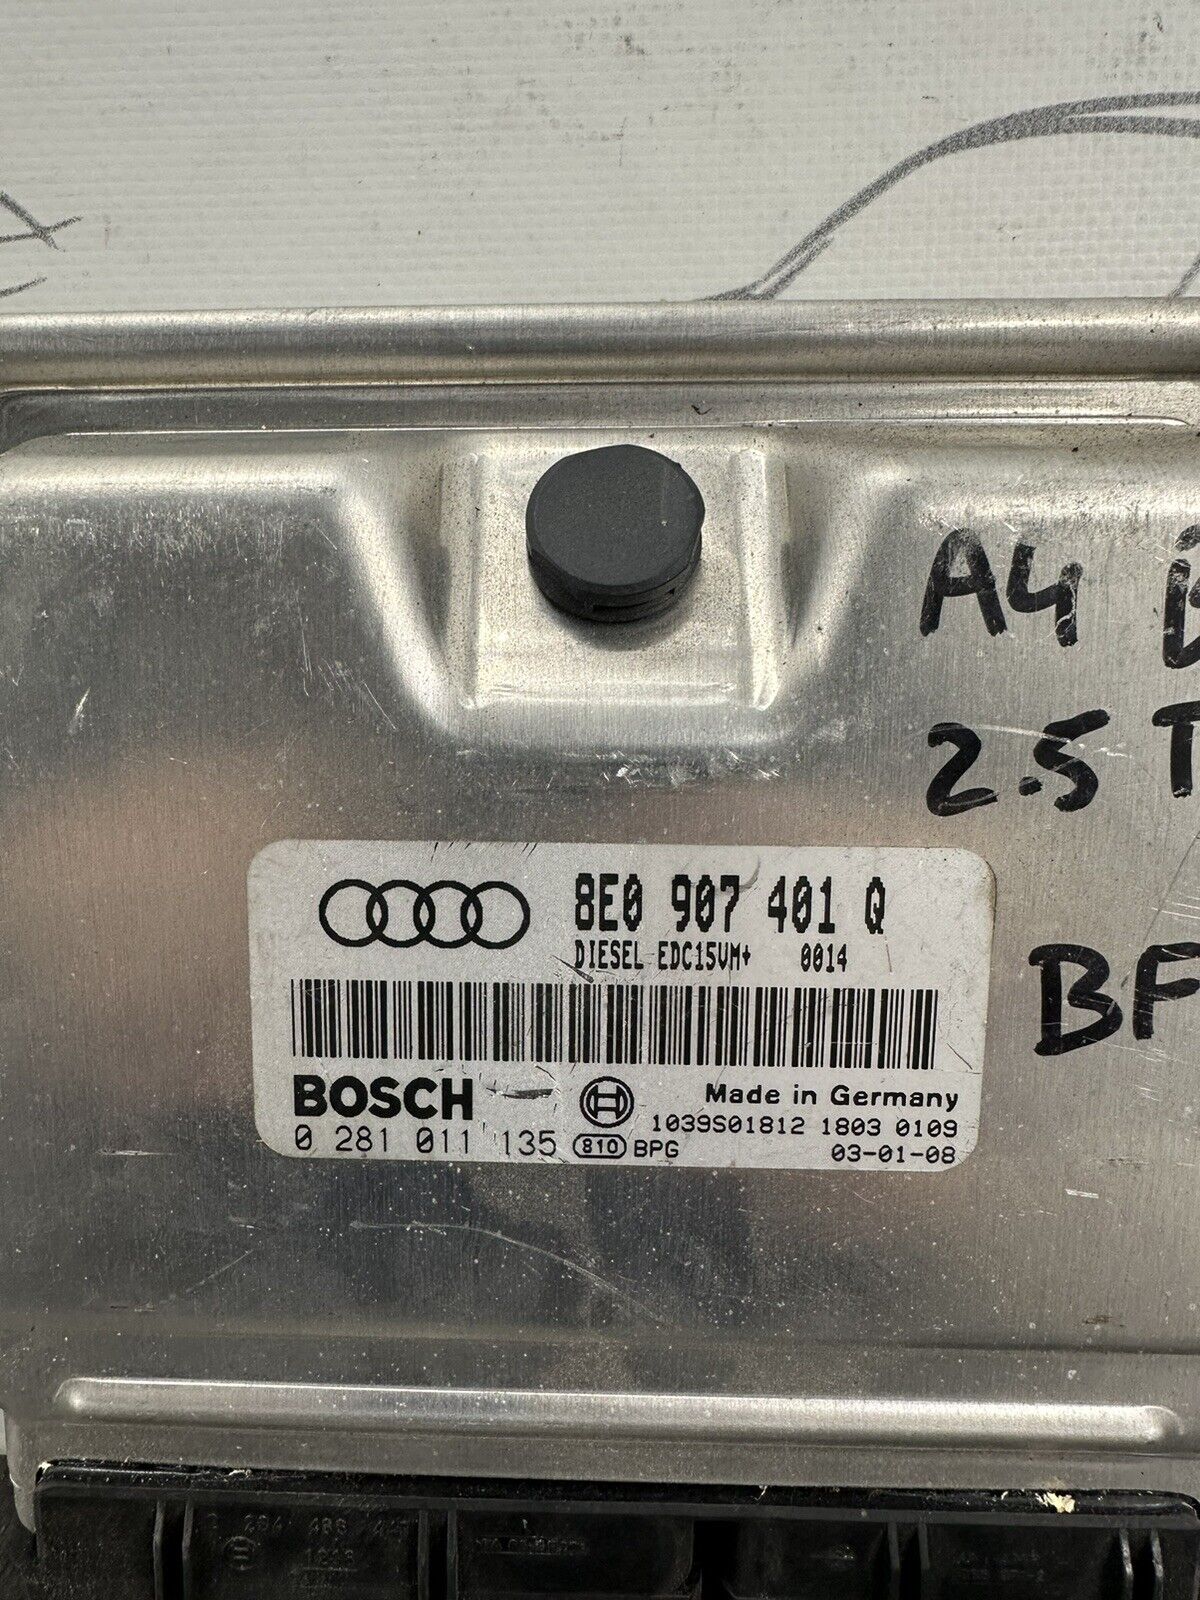 A4
2.5 T
8E0 907 401 Q
DIESEL EDC15VM+ 0014
BF
BOSCH
Made in Germany
1039S01812 1803 0109
0 281 011 135 810 BPG 03-01-08